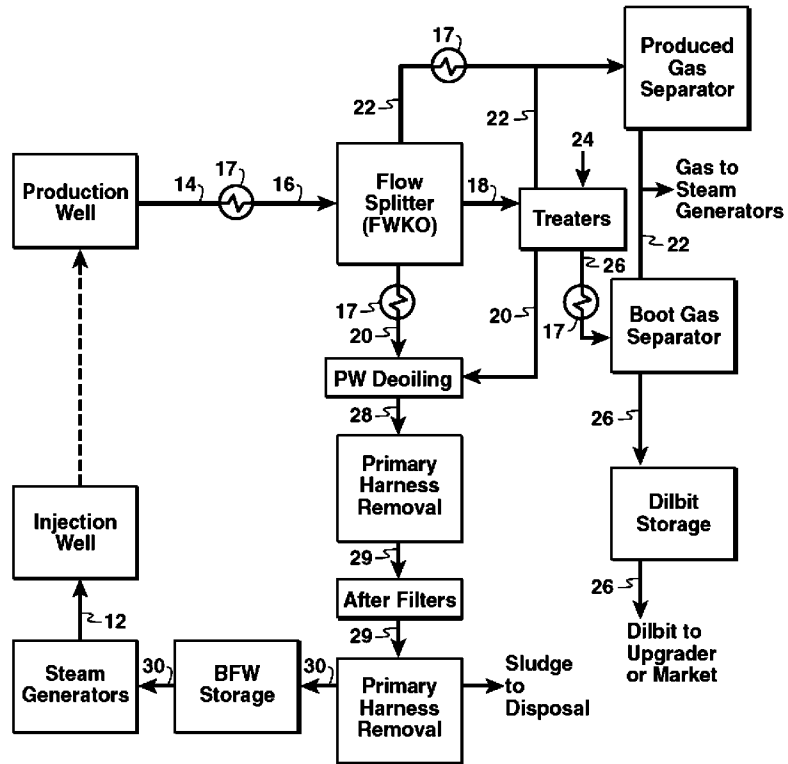 17
Produced
Gas
Separator
22
22
24
Production
Well
14
17
16
Flow
Splitter
(FWKO)
18
Treaters
Gas to
Steam
Generators
22
26
17
20
20
17
Boot Gas
Separator
PW Deoiling
28
26
Primary
Harness
Removal
Dilbit
Storage
Injection
Well
29
26
After Filters
12
29
Dilbit to
Upgrader
or Market
Steam
Generators
30
BFW
Storage
30
Primary
Harness
Removal
Sludge
to
Disposal